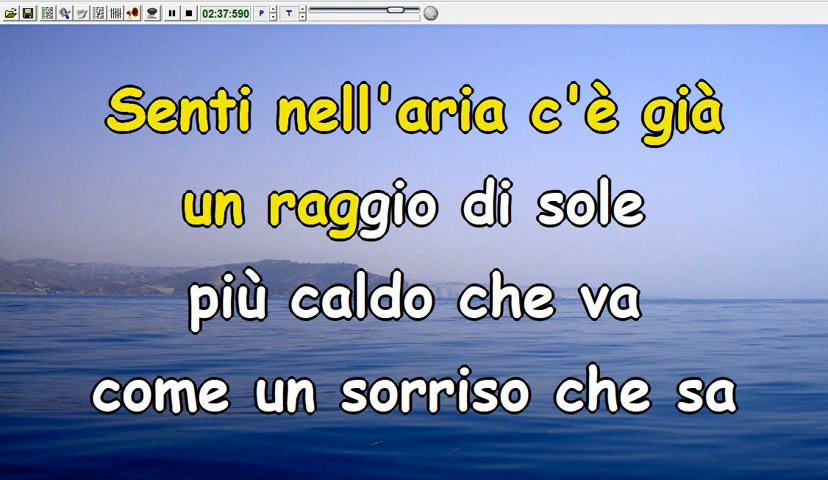 02:37:590
P
T
Senti nell'aria c'è già
un raggio di sole
più caldo che va
come un sorriso che sa